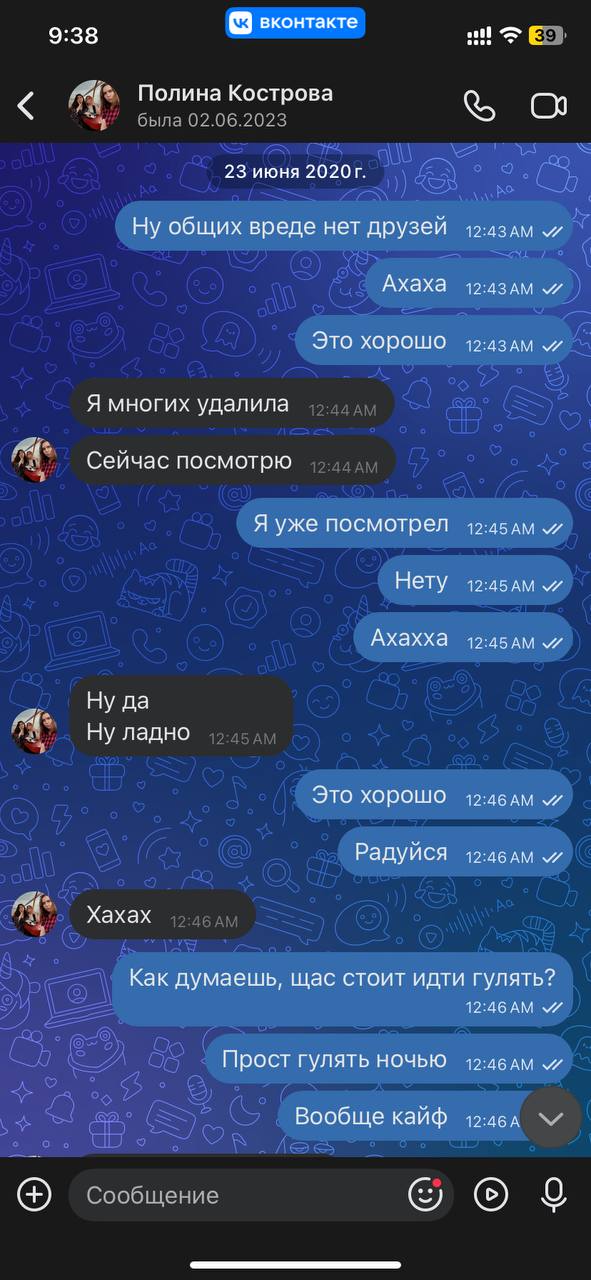 9:38
вконтакте
39
Полина Кострова
была 02.06.2023
23 июня 2020 г.
Ну общих вреде нет друзей 12:43 AM
Ахаха 12:43 AM
Это хорошо 12:43 AM
Я многих удалила 12:44 AM
Сейчас посмотрю 12:44 AM
Я уже посмотрел 12:45 AM
Нету 12:45 AM
Ахахха 12:45 AM
Ну да
Ну ладно 12:45 AM
Это хорошо 12:46 AM
Радуйся 12:46 AM
Хахах 12:46 AM
Как думаешь, щас стоит идти гулять?
12:46 AM
Прост гулять ночью 12:46 AM
Вообще кайф 12:46 A
Сообщение